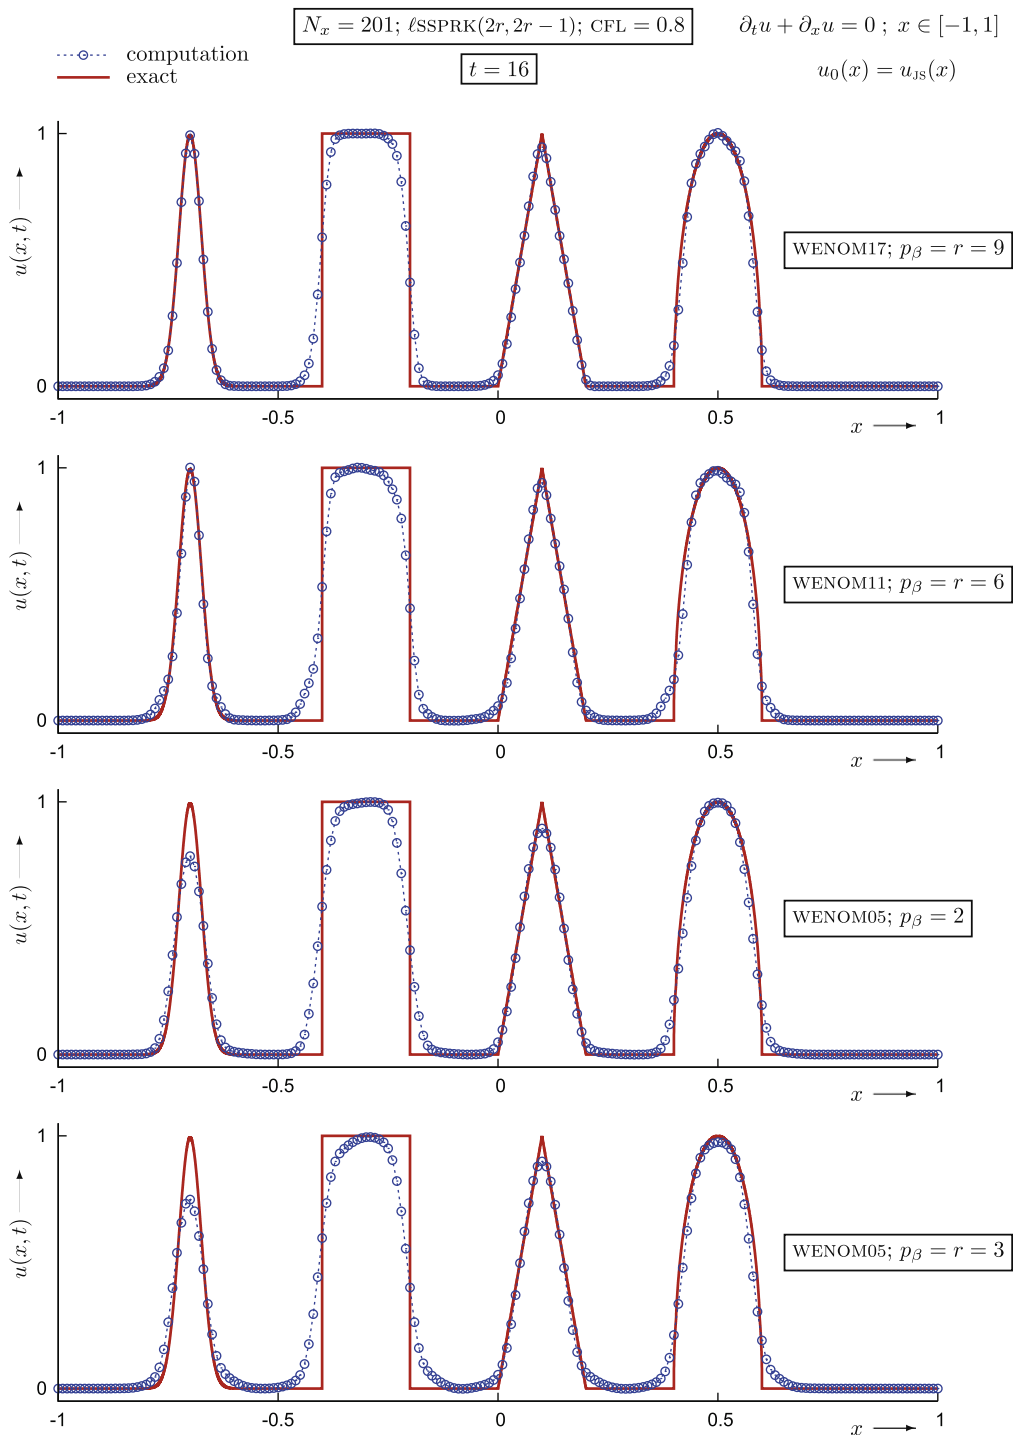 N_x = 201; ℓSSPRK(2r, 2r − 1); CFL = 0.8
∂_t u + ∂_x u = 0 ; x ∈ [−1, 1]
computation
exact
t = 16
u_0(x) = u_JS(x)
1
u(x, t)
WENOM17; p_β = r = 9
0
-1 -0.5 0 0.5 1
x
1
u(x, t)
WENOM11; p_β = r = 6
0
-1 -0.5 0 0.5 1
x
1
u(x, t)
WENOM05; p_β = 2
0
-1 -0.5 0 0.5 1
x
1
u(x, t)
WENOM05; p_β = r = 3
0
-1 -0.5 0 0.5 1
x